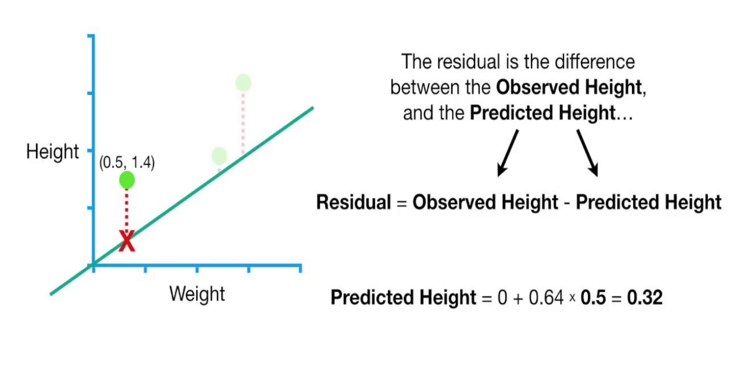 The residual is the difference
between the Observed Height,
and the Predicted Height...
Height
(0.5, 1.4)
X
Residual = Observed Height - Predicted Height
Weight
Predicted Height = 0 + 0.64 × 0.5 = 0.32